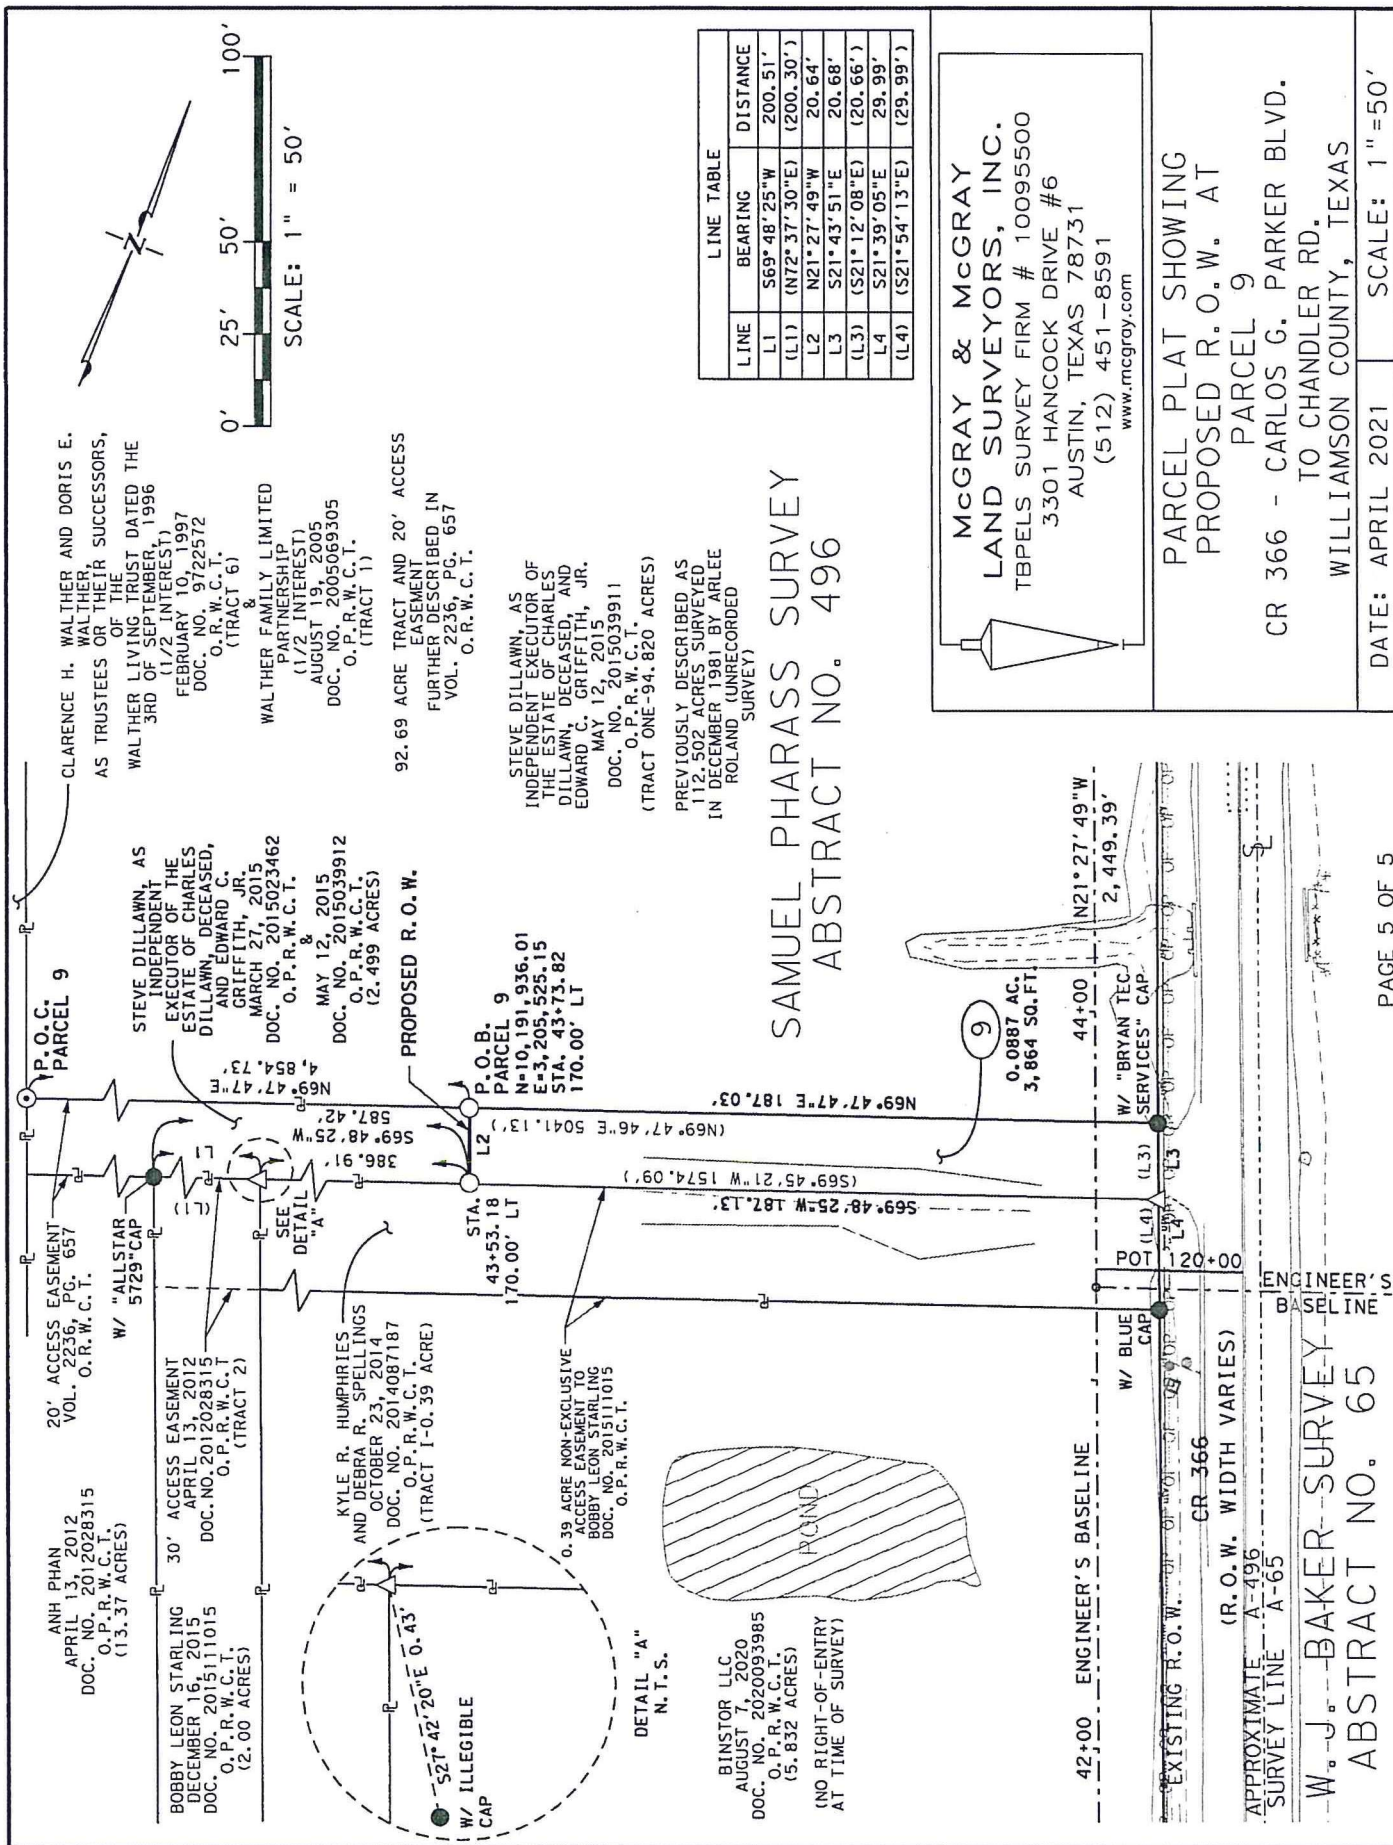 CLARENCE H. WALTHER AND DORIS E.
WALTHER,
AS TRUSTEES OR THEIR SUCCESSORS,
OF THE
WALTHER LIVING TRUST DATED THE
3RD OF SEPTEMBER, 1996
(1/2 INTEREST)
FEBRUARY 10, 1997
DOC. NO. 9722572
O.R.W.C.T.
(TRACT 6)
&
WALTHER FAMILY LIMITED
PARTNERSHIP
(1/2 INTEREST)
AUGUST 19, 2005
DOC. NO. 2005069305
O.P.R.W.C.T.
(TRACT 1)
92.69 ACRE TRACT AND 20' ACCESS
EASEMENT
FURTHER DESCRIBED IN
VOL. 2236, PG. 657
O.R.W.C.T.
N
0'
25'
50'
100'
SCALE: 1" = 50'
P.O.C.
PARCEL 9
STEVE DILLAWN, AS
INDEPENDENT
EXECUTOR OF THE
ESTATE OF CHARLES
DILLAWN, DECEASED,
AND EDWARD C.
GRIFFITH, JR.
MARCH 27, 2015
DOC. NO. 2015023462
O.P.R.W.C.T.
&
MAY 12, 2015
DOC. NO. 2015039912
O.P.R.W.C.T.
(2.499 ACRES)
PROPOSED R.O.W.
P.O.B.
PARCEL 9
N=10,191,936.01
E=3,205,525.15
STA. 43+73.82
170.00' LT
STEVE DILLAWN, AS
INDEPENDENT EXECUTOR OF
THE ESTATE OF CHARLES
DILLAWN, DECEASED, AND
EDWARD C. GRIFFITH, JR.
MAY 12, 2015
DOC. NO. 2015039911
O.P.R.W.C.T.
(TRACT ONE-94.820 ACRES)
PREVIOUSLY DESCRIBED AS
112.502 ACRES SURVEYED
IN DECEMBER 1981 BY ARLEE
ROLAND (UNRECORDED
SURVEY)
SAMUEL PHARASS SURVEY
ABSTRACT NO. 496
LINE TABLE
LINE BEARING DISTANCE
L1 S69°48'25"W 200.51'
(L1) (N72°37'30"E) (200.30')
L2 N21°27'49"W 20.64'
L3 S21°43'51"E 20.68'
(L3) (S21°12'08"E) (20.66')
L4 S21°39'05"E 29.99'
(L4) (S21°54'13"E) (29.99')
20' ACCESS EASEMENT
VOL. 2236, PG. 657
O.R.W.C.T.
W/ "ALLSTAR
5729"CAP
ANH PHAN
APRIL 13, 2012
DOC. NO. 2012028315
O.P.R.W.C.T.
(13.37 ACRES)
30' ACCESS EASEMENT
APRIL 13, 2012
DOC.NO.2012028315
O.P.R.W.C.T
(TRACT 2)
BOBBY LEON STARLING
DECEMBER 16, 2015
DOC. NO. 2015111015
O.P.R.W.C.T.
(2.00 ACRES)
L1
(L1)
SEE
DETAIL
"A"
N69°47'47"E
4,854.73'
587.42'
S69°48'25"W
386.91'
L2
STA.
43+53.18
170.00' LT
KYLE R. HUMPHRIES
AND DEBRA R. SPELLINGS
OCTOBER 23, 2014
DOC. NO. 2014087187
O.P.R.W.C.T.
(TRACT I-0.39 ACRE)
0.39 ACRE NON-EXCLUSIVE
ACCESS EASEMENT TO
BOBBY LEON STARLING
DOC. NO. 2015111015
O.P.R.W.C.T.
S27°42'20"E 0.43'
W/ ILLEGIBLE
CAP
DETAIL "A"
N.T.S.
N69°47'47"E 187.03'
(N69°47'46"E 5041.13')
(S69°45'21"W 1574.09')
S69°48'25"W 187.13'
9
0.0887 AC.
3,864 SQ.FT.
POND
BINSTOR LLC
AUGUST 7, 2020
DOC. NO. 2020093985
O.P.R.W.C.T.
(5.832 ACRES)
(NO RIGHT-OF-ENTRY
AT TIME OF SURVEY)
42+00 ENGINEER'S BASELINE
44+00
N21°27'49"W
2,449.39'
W/ "BRYAN TEC.
SERVICES" CAP
(L3)
L3
(L4)
L4
POT 120+00
ENGINEER'S
BASELINE
W/ BLUE
CAP
EXISTING R.O.W.
CR 366
(R.O.W. WIDTH VARIES)
APPROXIMATE A-496
SURVEY LINE A-65
W.J. BAKER SURVEY
ABSTRACT NO. 65
McGRAY & McGRAY
LAND SURVEYORS, INC.
TBPELS SURVEY FIRM # 10095500
3301 HANCOCK DRIVE #6
AUSTIN, TEXAS 78731
(512) 451-8591
www.mcgray.com
PARCEL PLAT SHOWING
PROPOSED R.O.W. AT
PARCEL 9
CR 366 - CARLOS G. PARKER BLVD.
TO CHANDLER RD.
WILLIAMSON COUNTY, TEXAS
DATE: APRIL 2021
SCALE: 1"=50'
PAGE 5 OF 5